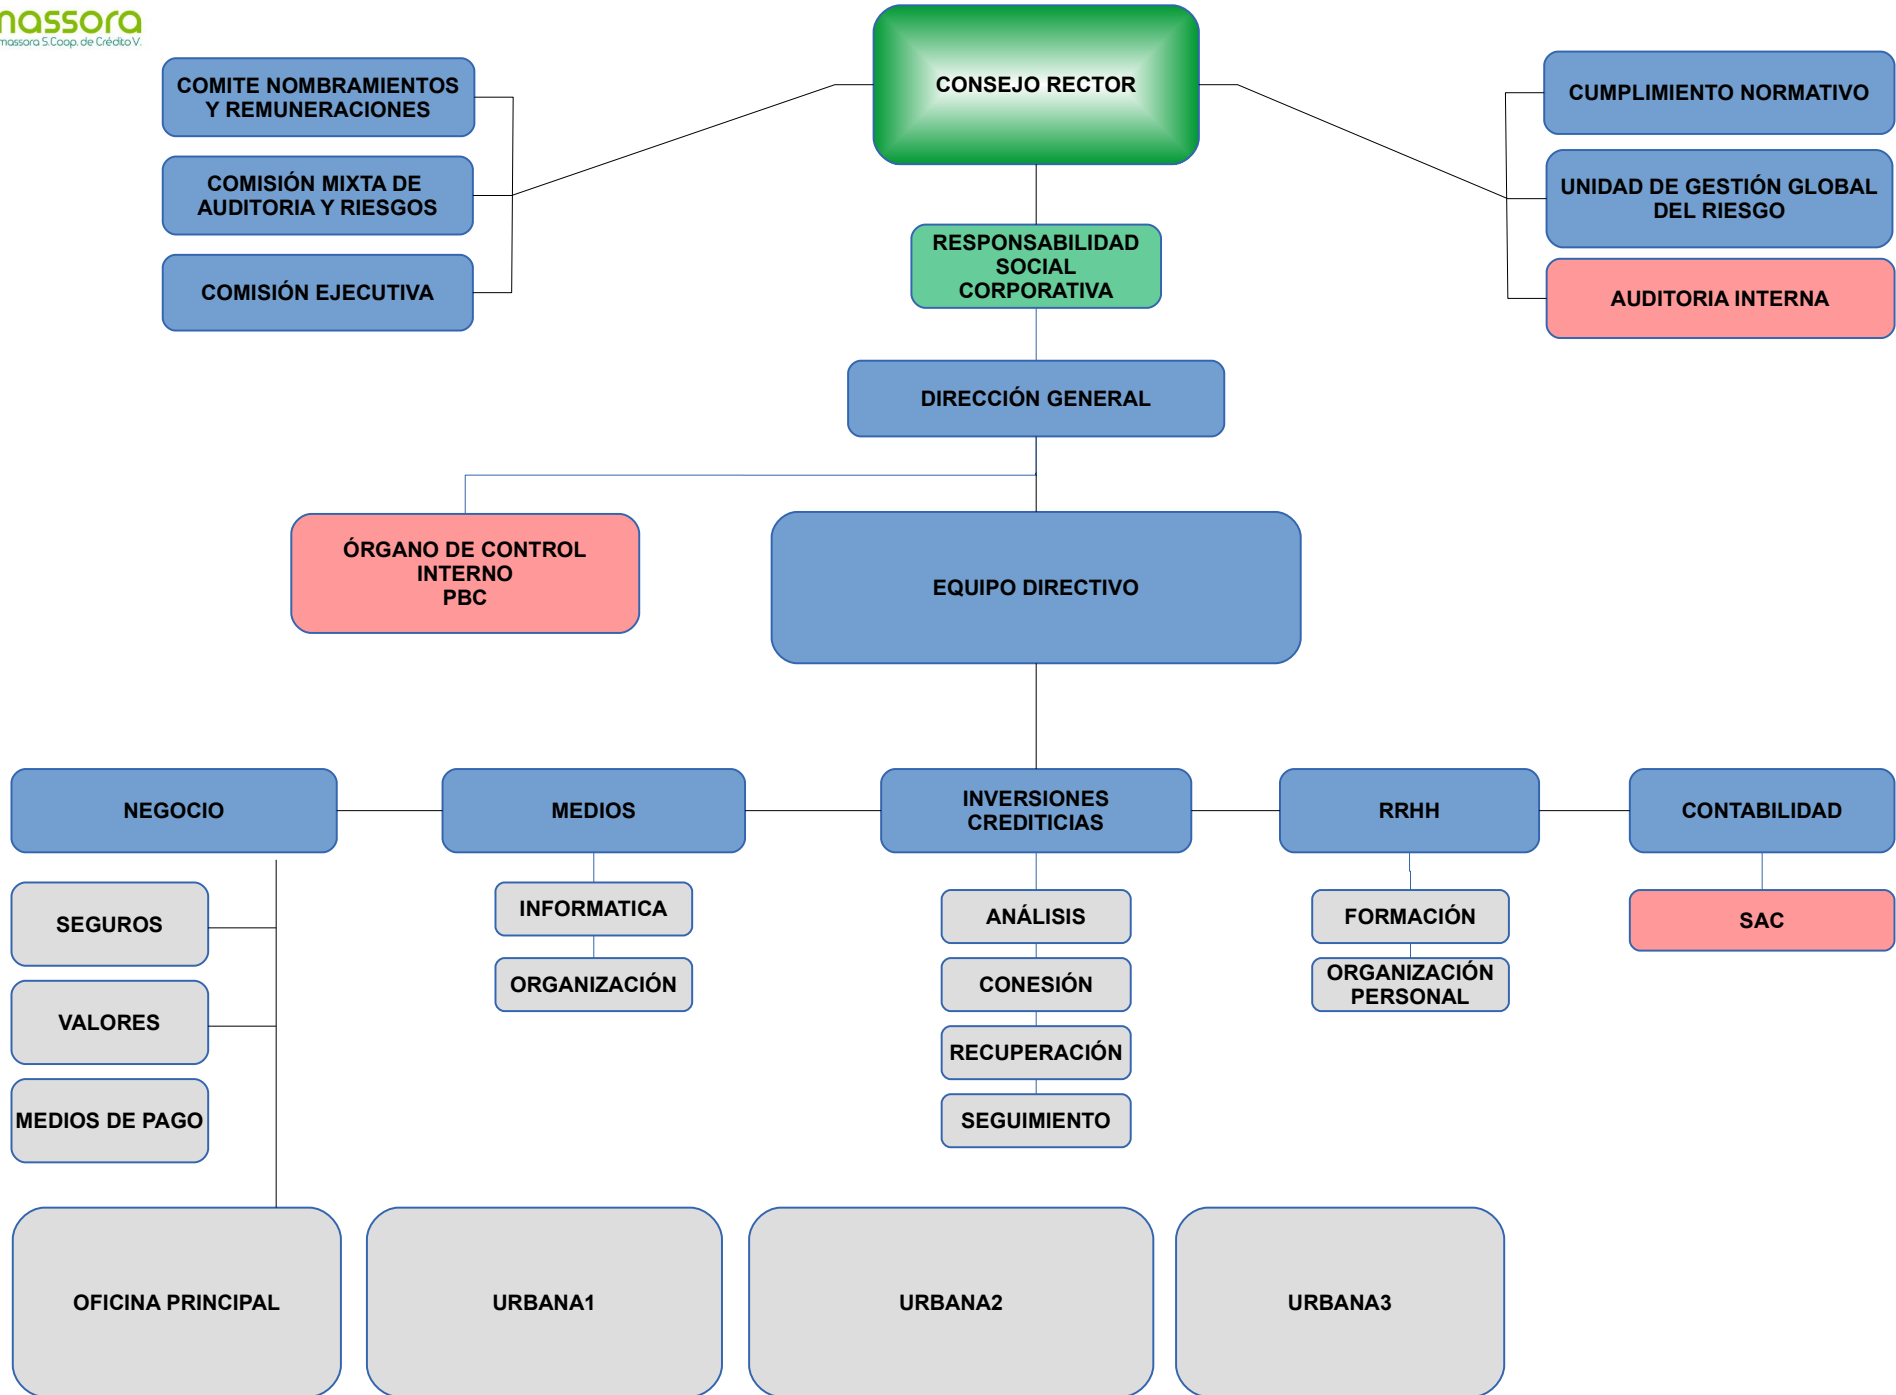 massora
massora S.Coop. de Crédito V.
CONSEJO RECTOR
COMITE NOMBRAMIENTOS
Y REMUNERACIONES
COMISIÓN MIXTA DE
AUDITORIA Y RIESGOS
COMISIÓN EJECUTIVA
CUMPLIMIENTO NORMATIVO
UNIDAD DE GESTIÓN GLOBAL
DEL RIESGO
AUDITORIA INTERNA
RESPONSABILIDAD
SOCIAL
CORPORATIVA
DIRECCIÓN GENERAL
ÓRGANO DE CONTROL
INTERNO
PBC
EQUIPO DIRECTIVO
NEGOCIO
MEDIOS
INVERSIONES
CREDITICIAS
RRHH
CONTABILIDAD
SEGUROS
VALORES
MEDIOS DE PAGO
INFORMATICA
ORGANIZACIÓN
ANÁLISIS
CONESIÓN
RECUPERACIÓN
SEGUIMIENTO
FORMACIÓN
ORGANIZACIÓN
PERSONAL
SAC
OFICINA PRINCIPAL
URBANA1
URBANA2
URBANA3